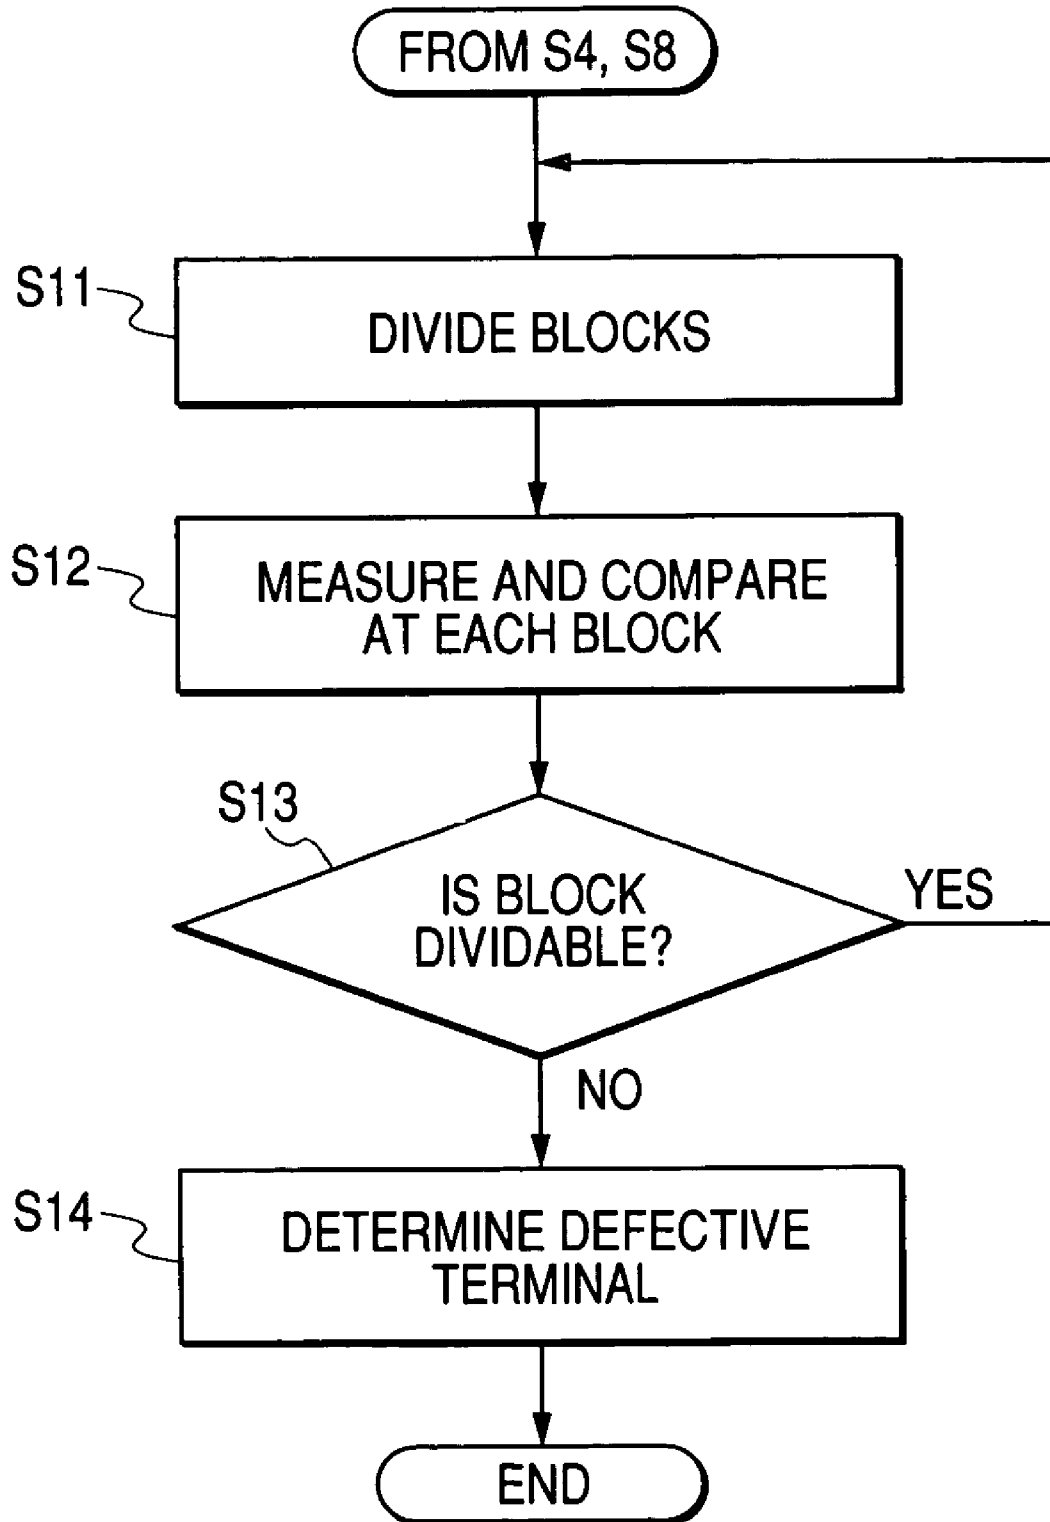 FROM S4, S8
S11
DIVIDE BLOCKS
S12
MEASURE AND COMPARE
AT EACH BLOCK
S13
IS BLOCK
DIVIDABLE?
YES
NO
S14
DETERMINE DEFECTIVE
TERMINAL
END